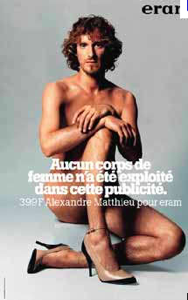 eram
Aucun corps de
femme n'a été exploité
dans cette publicité.
399F Alexandre Matthieu pour eram